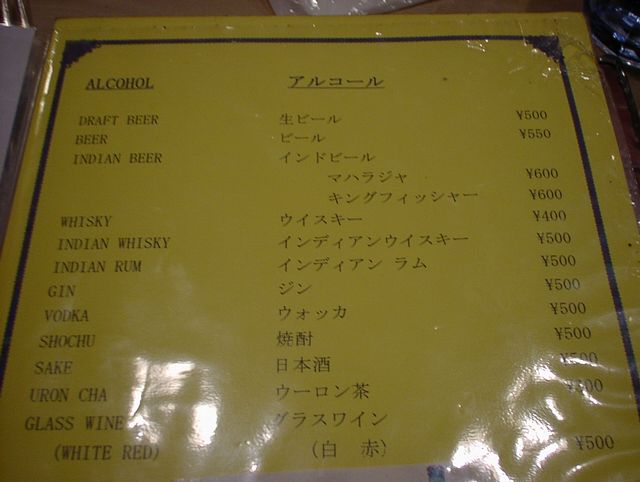 ALCOHOL アルコール
DRAFT BEER 生ビール ¥500
BEER ビール ¥550
INDIAN BEER インドビール
マハラジャ ¥600
キングフィッシャー ¥600
WHISKY ウイスキー ¥400
INDIAN WHISKY インディアンウイスキー ¥500
INDIAN RUM インディアン ラム ¥500
GIN ジン ¥500
VODKA ウォッカ ¥500
SHOCHU 焼酎 ¥500
SAKE 日本酒 ¥500
URON CHA ウーロン茶
GLASS WINE グラスワイン
(WHITE RED) (白 赤) ¥500